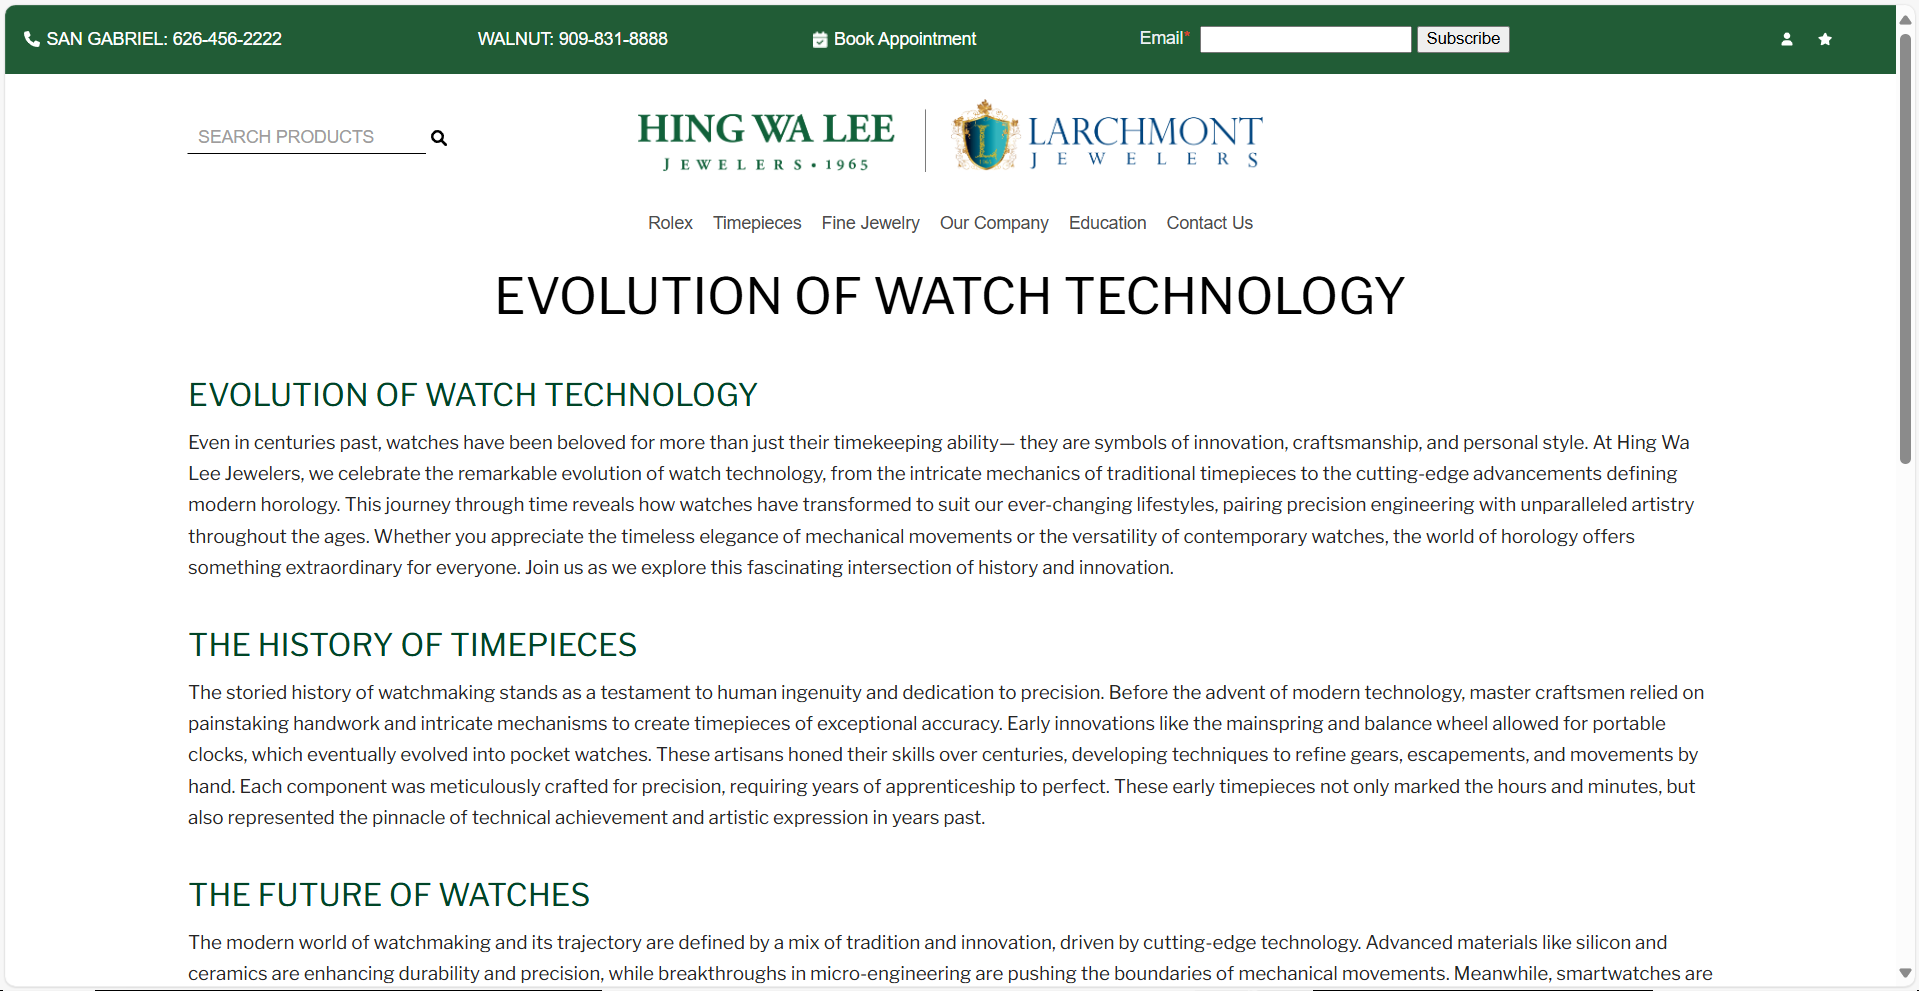 SAN GABRIEL: 626-456-2222
WALNUT: 909-831-8888
Book Appointment
Email*
Subscribe
SEARCH PRODUCTS
HING WA LEE
JEWELERS • 1965
L
LARCHMONT
JEWELERS
Rolex Timepieces Fine Jewelry Our Company Education Contact Us
EVOLUTION OF WATCH TECHNOLOGY
EVOLUTION OF WATCH TECHNOLOGY
Even in centuries past, watches have been beloved for more than just their timekeeping ability— they are symbols of innovation, craftsmanship, and personal style. At Hing Wa
Lee Jewelers, we celebrate the remarkable evolution of watch technology, from the intricate mechanics of traditional timepieces to the cutting-edge advancements defining
modern horology. This journey through time reveals how watches have transformed to suit our ever-changing lifestyles, pairing precision engineering with unparalleled artistry
throughout the ages. Whether you appreciate the timeless elegance of mechanical movements or the versatility of contemporary watches, the world of horology offers
something extraordinary for everyone. Join us as we explore this fascinating intersection of history and innovation.
THE HISTORY OF TIMEPIECES
The storied history of watchmaking stands as a testament to human ingenuity and dedication to precision. Before the advent of modern technology, master craftsmen relied on
painstaking handwork and intricate mechanisms to create timepieces of exceptional accuracy. Early innovations like the mainspring and balance wheel allowed for portable
clocks, which eventually evolved into pocket watches. These artisans honed their skills over centuries, developing techniques to refine gears, escapements, and movements by
hand. Each component was meticulously crafted for precision, requiring years of apprenticeship to perfect. These early timepieces not only marked the hours and minutes, but
also represented the pinnacle of technical achievement and artistic expression in years past.
THE FUTURE OF WATCHES
The modern world of watchmaking and its trajectory are defined by a mix of tradition and innovation, driven by cutting-edge technology. Advanced materials like silicon and
ceramics are enhancing durability and precision, while breakthroughs in micro-engineering are pushing the boundaries of mechanical movements. Meanwhile, smartwatches are